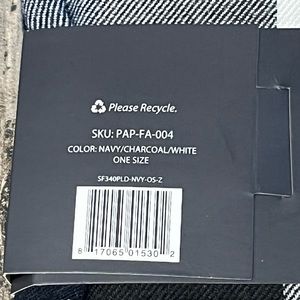 Please Recycle.
SKU: PAP-FA-004
COLOR: NAVY/CHARCOAL/WHITE
ONE SIZE
SF340PLD-NVY-OS-Z
8 17065 01530 2